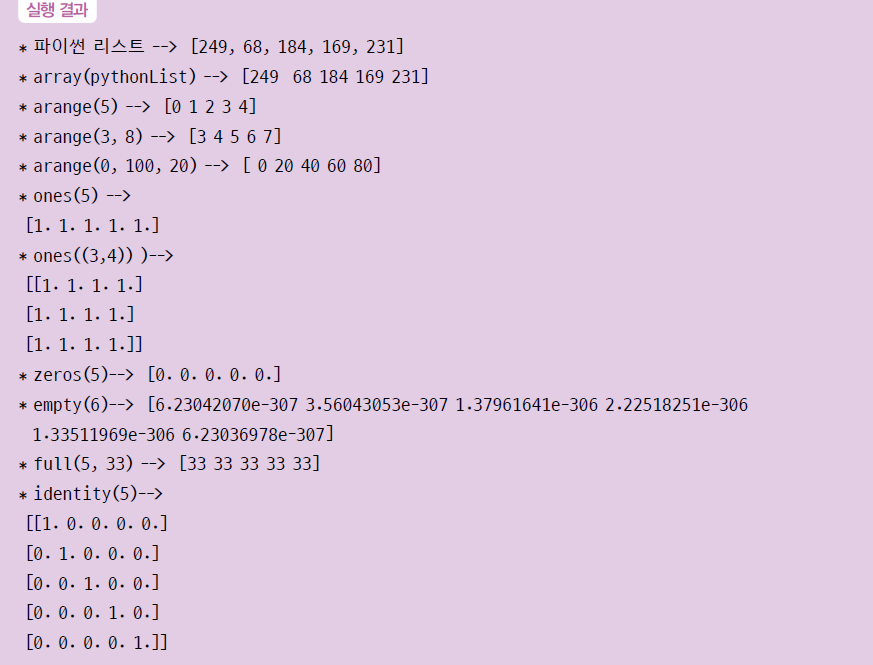 실행 결과
* 파이썬 리스트 --> [249, 68, 184, 169, 231]
* array(pythonList) --> [249  68 184 169 231]
* arange(5) --> [0 1 2 3 4]
* arange(3, 8) --> [3 4 5 6 7]
* arange(0, 100, 20) --> [ 0 20 40 60 80]
* ones(5) -->
[1. 1. 1. 1. 1.]
* ones((3,4)) )-->
[[1. 1. 1. 1.]
[1. 1. 1. 1.]
[1. 1. 1. 1.]]
* zeros(5)--> [0. 0. 0. 0. 0.]
* empty(6)--> [6.23042070e-307 3.56043053e-307 1.37961641e-306 2.22518251e-306
1.33511969e-306 6.23036978e-307]
* full(5, 33) --> [33 33 33 33 33]
* identity(5)-->
[[1. 0. 0. 0. 0.]
[0. 1. 0. 0. 0.]
[0. 0. 1. 0. 0.]
[0. 0. 0. 1. 0.]
[0. 0. 0. 0. 1.]]